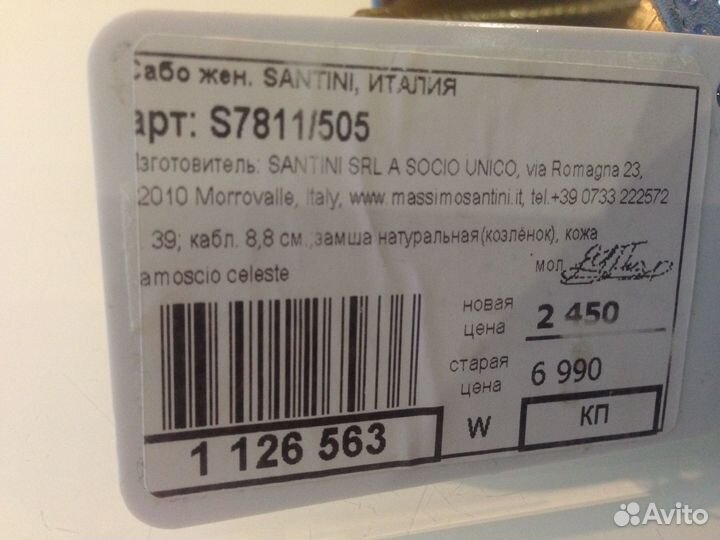 Сабо жен. SANTINI, ИТАЛИЯ
арт: S7811/505
Изготовитель: SANTINI SRL A SOCIO UNICO, via Romagna 23,
2010 Morrovalle, Italy, www.massimosantini.it, tel.+39 0733 222572
39; кабл. 8,8 см.,замша натуральная(козлёнок), кожа
amoscio celeste
мол
новая цена 2 450
старая цена 6 990
1 126 563 W КП
Avito